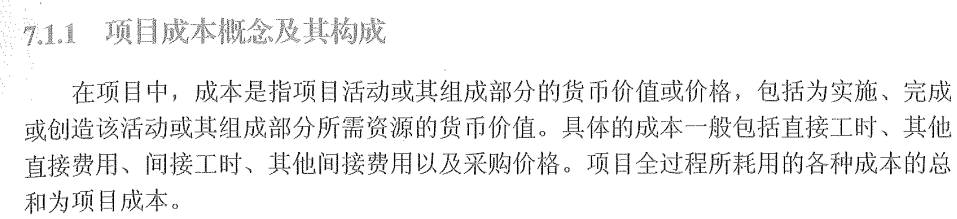 7.1.1 项目成本概念及其构成
在项目中，成本是指项目活动或其组成部分的货币价值或价格，包括为实施、完成
或创造该活动或其组成部分所需资源的货币价值。具体的成本一般包括直接工时、其他
直接费用、间接工时、其他间接费用以及采购价格。项目全过程所耗用的各种成本的总
和为项目成本。